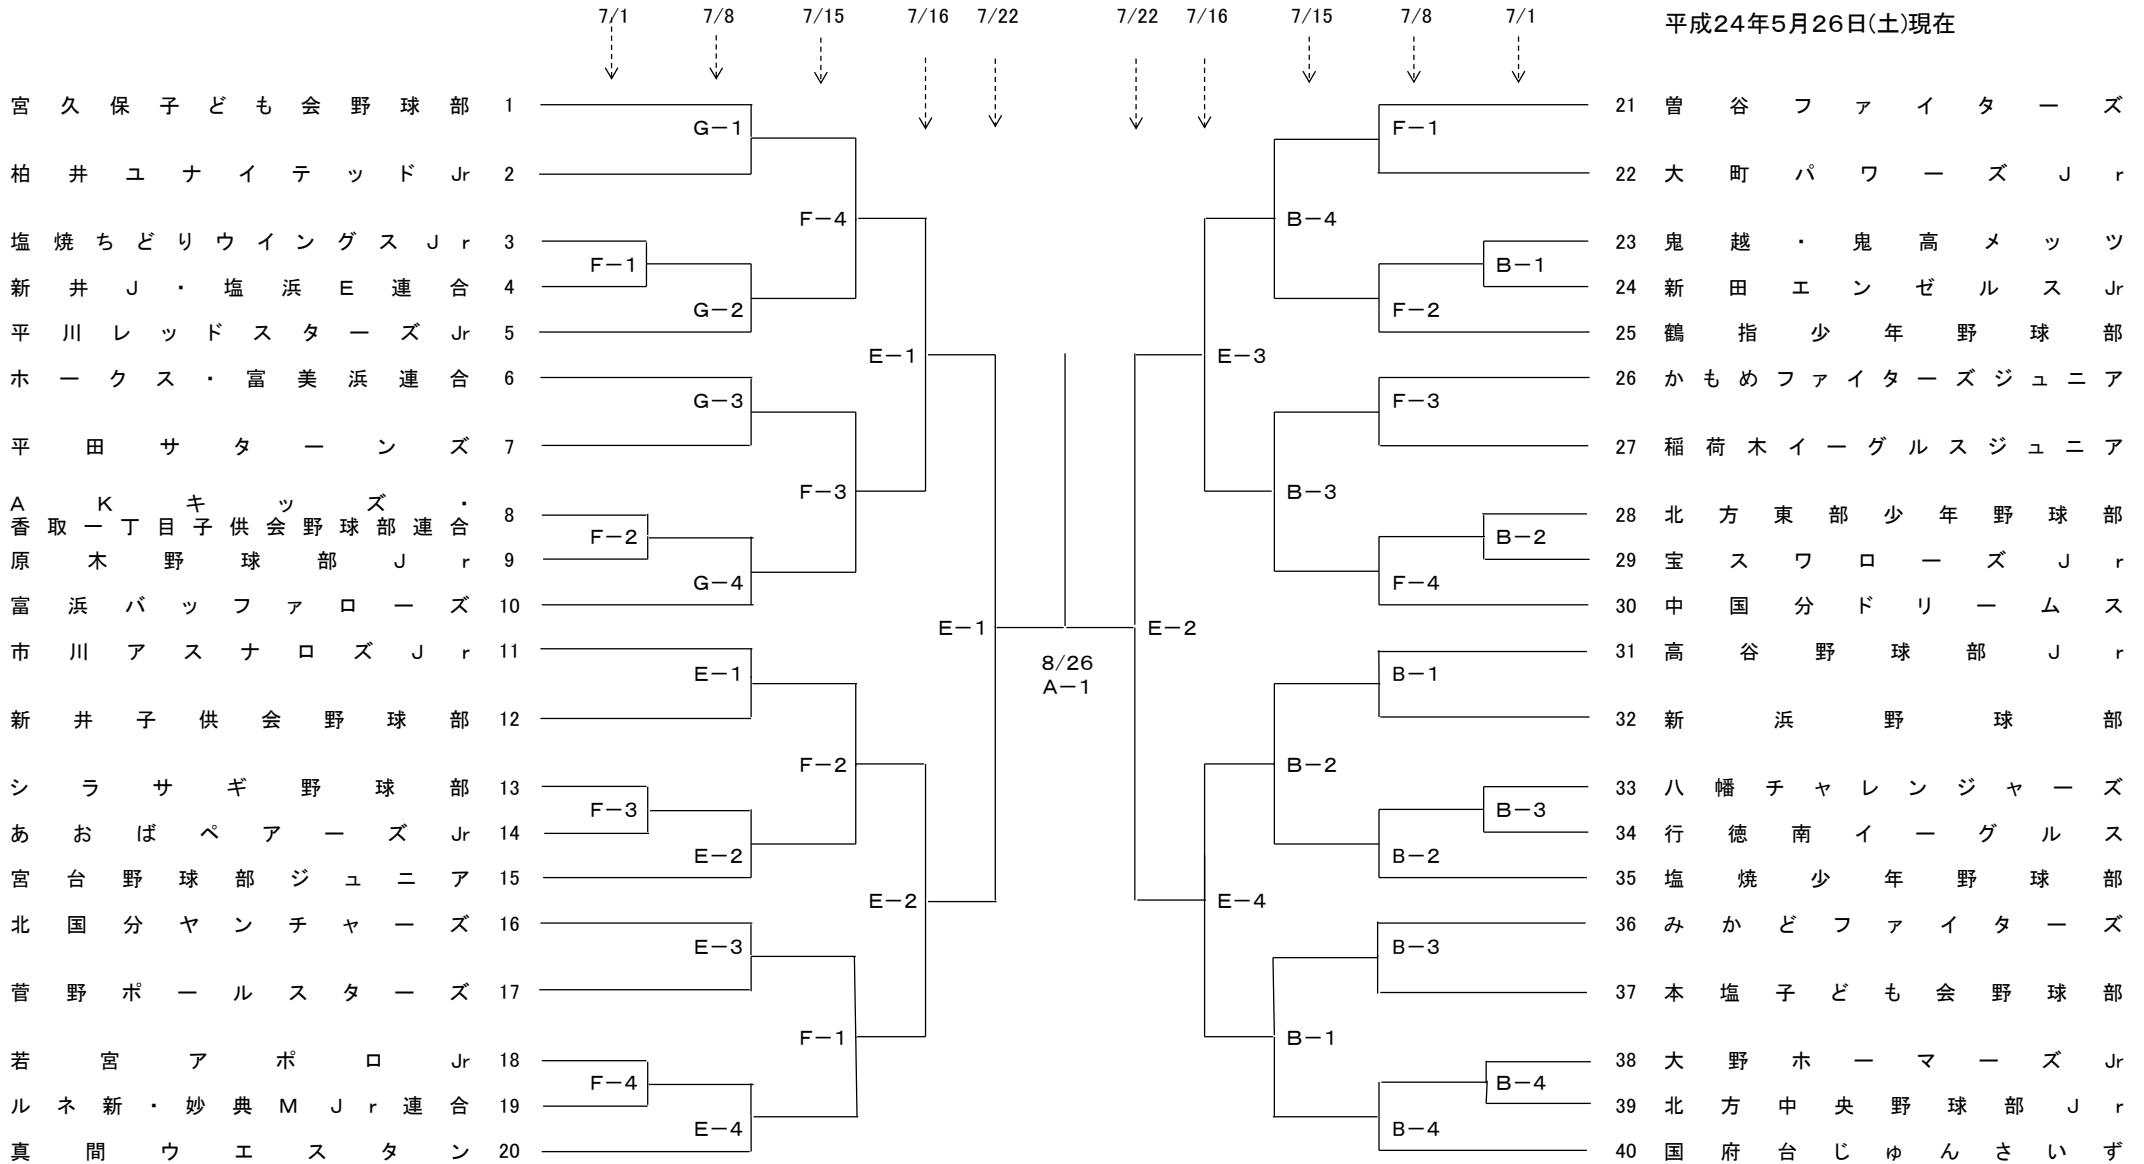 7/1 7/8 7/15 7/16 7/22 7/22 7/16 7/15 7/8 7/1 平成24年5月26日(土)現在
宮久保子ども会野球部 1 21 曽谷ファイターズ
G－1 F－1
柏井ユナイテッドJr 2 22 大町パワーズJr
F－4 B－4
塩焼ちどりウイングスJr 3 23 鬼越・鬼高メッツ
F－1 B－1
新井J・塩浜E連合 4 24 新田エンゼルスJr
G－2 F－2
平川レッドスターズJr 5 25 鶴指少年野球部
E－1 E－3
ホークス・富美浜連合 6 26 かもめファイターズジュニア
G－3 F－3
平田サターンズ 7 27 稲荷木イーグルスジュニア
F－3 B－3
AKキッズ・
香取一丁目子供会野球部連合 8 28 北方東部少年野球部
F－2 B－2
原木野球部Jr 9 29 宝スワローズJr
G－4 F－4
富浜バッファローズ 10 30 中国分ドリームス
E－1 E－2
市川アスナロズJr 11 31 高谷野球部Jr
8/26
E－1 B－1
A－1
新井子供会野球部 12 32 新浜野球部
F－2 B－2
シラサギ野球部 13 33 八幡チャレンジャーズ
F－3 B－3
あおばペアーズJr 14 34 行徳南イーグルス
E－2 B－2
宮台野球部ジュニア 15 35 塩焼少年野球部
E－2 E－4
北国分ヤンチャーズ 16 36 みかどファイターズ
E－3 B－3
菅野ポールスターズ 17 37 本塩子ども会野球部
F－1 B－1
若宮アポロJr 18 38 大野ホーマーズJr
F－4 B－4
ルネ新・妙典MJr連合 19 39 北方中央野球部Jr
E－4 B－4
真間ウエスタン 20 40 国府台じゅんさいず